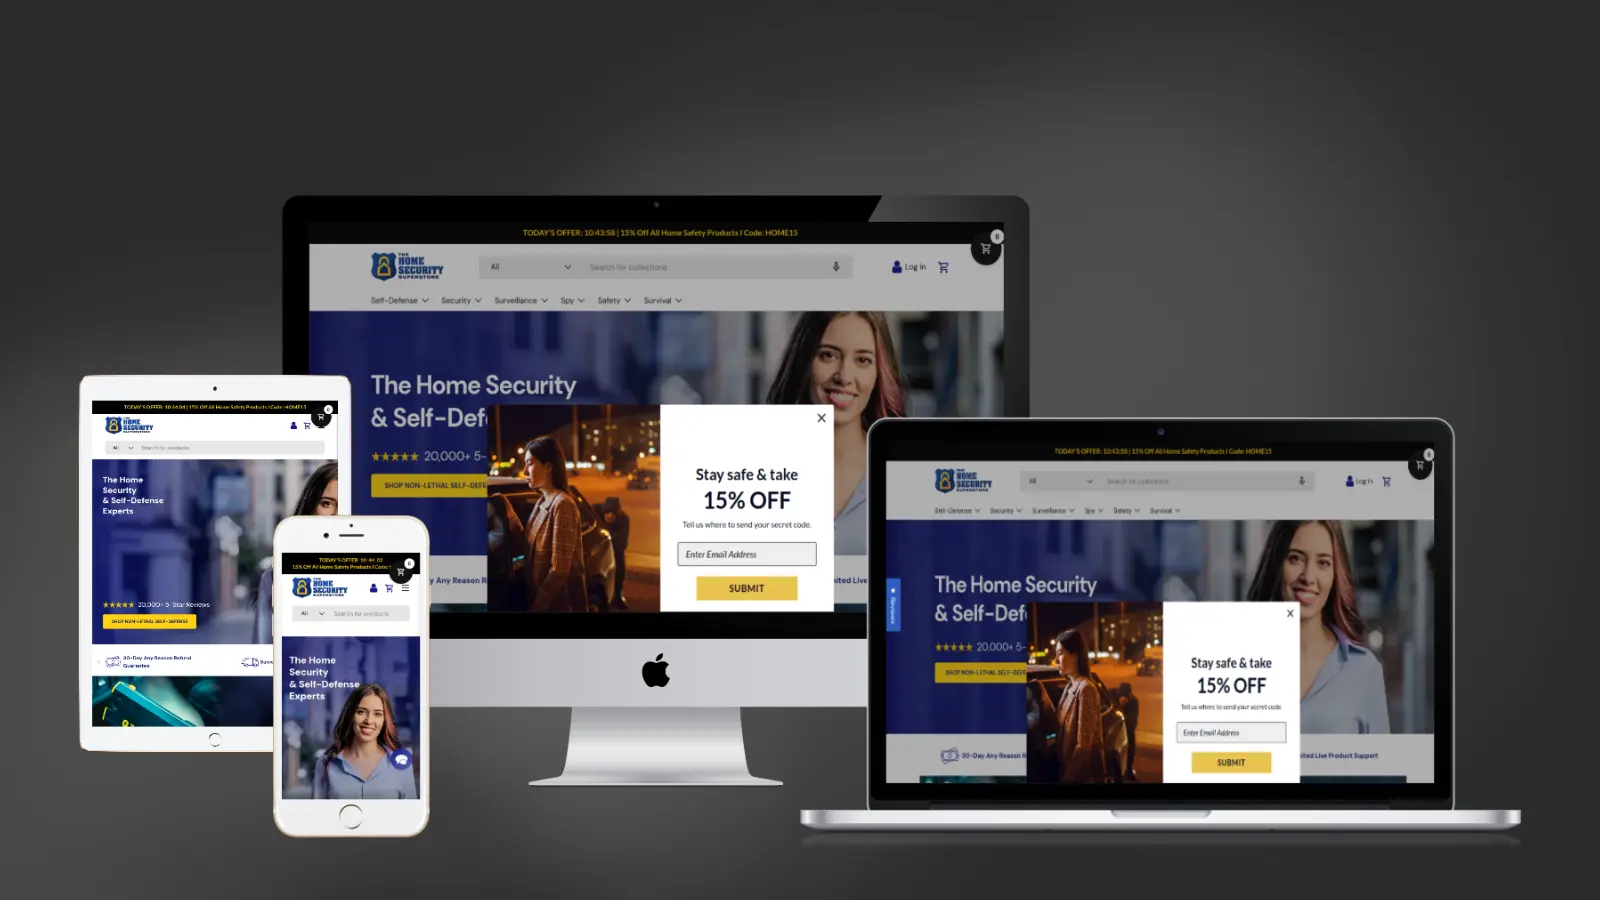 TODAY'S OFFER: 10:43:58 | 15% Off All Home Safety Products I Code: HOME15
0
THE
HOME
SECURITY
SUPERSTORE
All
Search for collections
Log in
Self-Defense
Security
Surveillance
Spy
Safety
Survival
The Home Security
& Self-Def
20,000+ 5-
SHOP NON-LETHAL SELF-DEFE
Stay safe & take
15% OFF
Tell us where to send your secret code.
Enter Email Address
SUBMIT
y Any Reason R
ited Live
TODAY'S OFFER: 10:44:04 | 15% Off All Home Safety Products I Code: HOME15
0
THE
HOME
SECURITY
SUPERSTORE
All
Search for products
The Home
Security
& Self-Defense
Experts
20,000+ 5-Star Reviews
SHOP NON-LETHAL SELF-DEFENSE
30-Day Any Reason Refund
Guarantee
Same
TODAY'S OFFER: 10:44:02
15% Off All Home Safety Products I Code:
0
THE
HOME
SECURITY
SUPERSTORE
All
Search for products
The Home
Security
& Self-Defense
Experts
TODAY'S OFFER: 10:43:58 | 15% Off All Home Safety Products I Code: HOME15
0
THE
HOME
SECURITY
SUPERSTORE
All
Search for collections
Log in
Self-Defense
Security
Surveillance
Spy
Safety
Survival
Reviews
The Home Security
& Self-Def
20,000+ 5-
SHOP NON-LETHAL SELF-DEFE
Stay safe & take
15% OFF
Tell us where to send your secret code.
Enter Email Address
SUBMIT
30-Day Any Reason R
ited Live Product Support